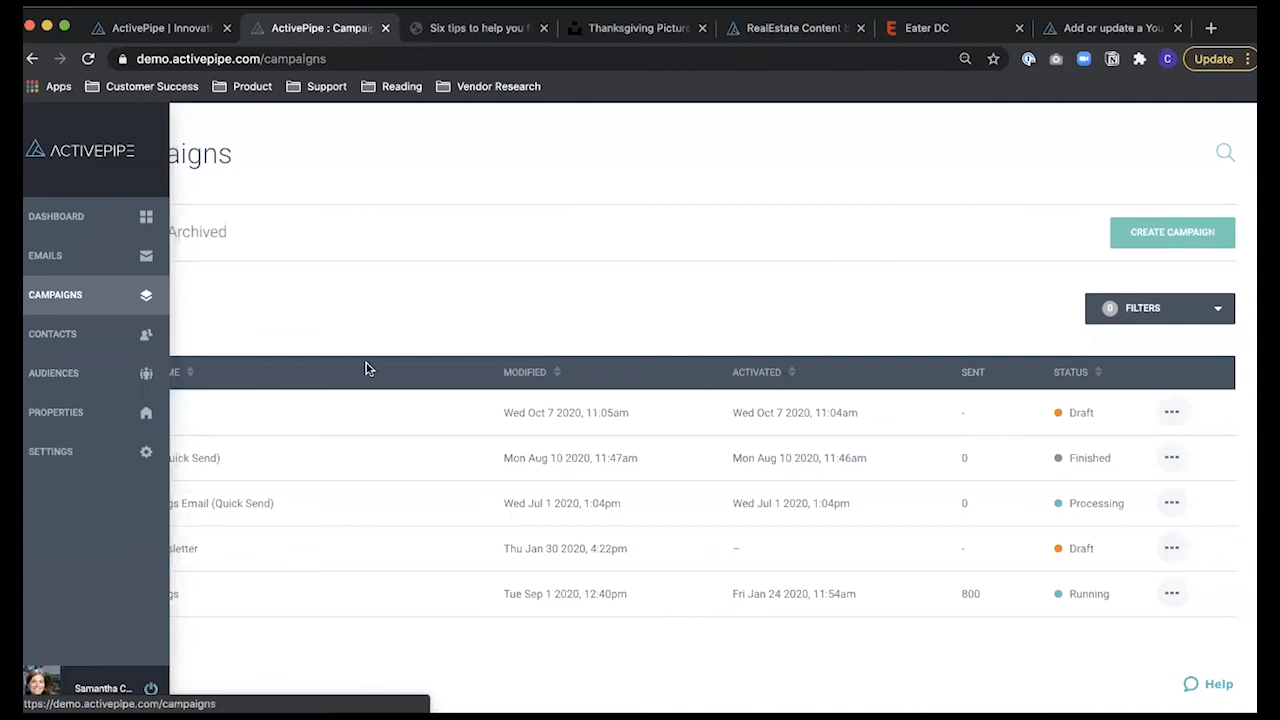 ActivePipe | Innovati
ActivePipe : Campai
Six tips to help you f
Thanksgiving Picture
RealEstate Content b
Eater DC
Add or update a You
demo.activepipe.com/campaigns
C
Update
Apps
Customer Success
Product
Support
Reading
Vendor Research
ACTIVEPIPE
aigns
DASHBOARD
Archived
CREATE CAMPAIGN
EMAILS
CAMPAIGNS
0 FILTERS
CONTACTS
AUDIENCES
ME MODIFIED ACTIVATED SENT STATUS
PROPERTIES
Wed Oct 7 2020, 11:05am Wed Oct 7 2020, 11:04am - Draft
SETTINGS
uick Send) Mon Aug 10 2020, 11:47am Mon Aug 10 2020, 11:46am 0 Finished
gs Email (Quick Send) Wed Jul 1 2020, 1:04pm Wed Jul 1 2020, 1:04pm 0 Processing
sletter Thu Jan 30 2020, 4:22pm – - Draft
gs Tue Sep 1 2020, 12:40pm Fri Jan 24 2020, 11:54am 800 Running
Samantha C...
Help
ttps://demo.activepipe.com/campaigns